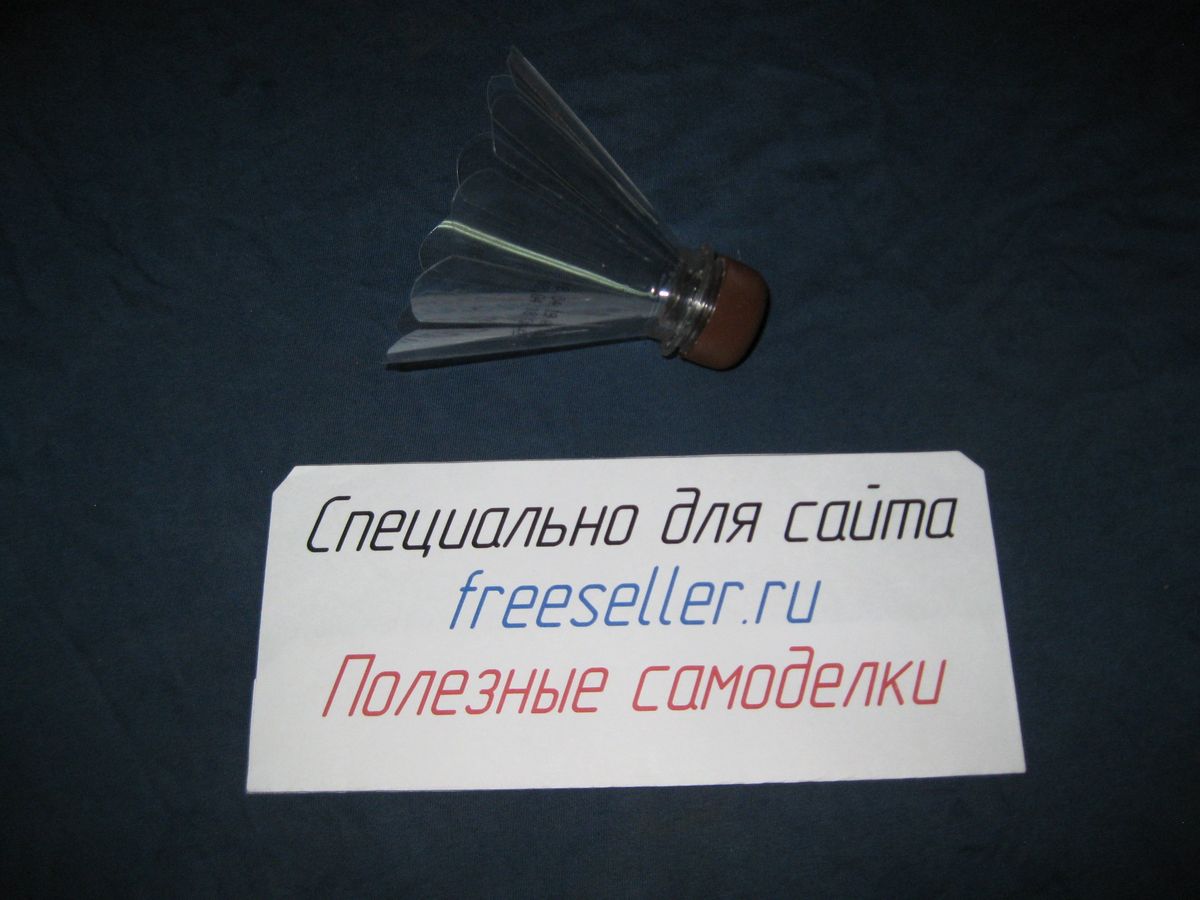 Специально для сайта
freeseller.ru
Полезные самоделки